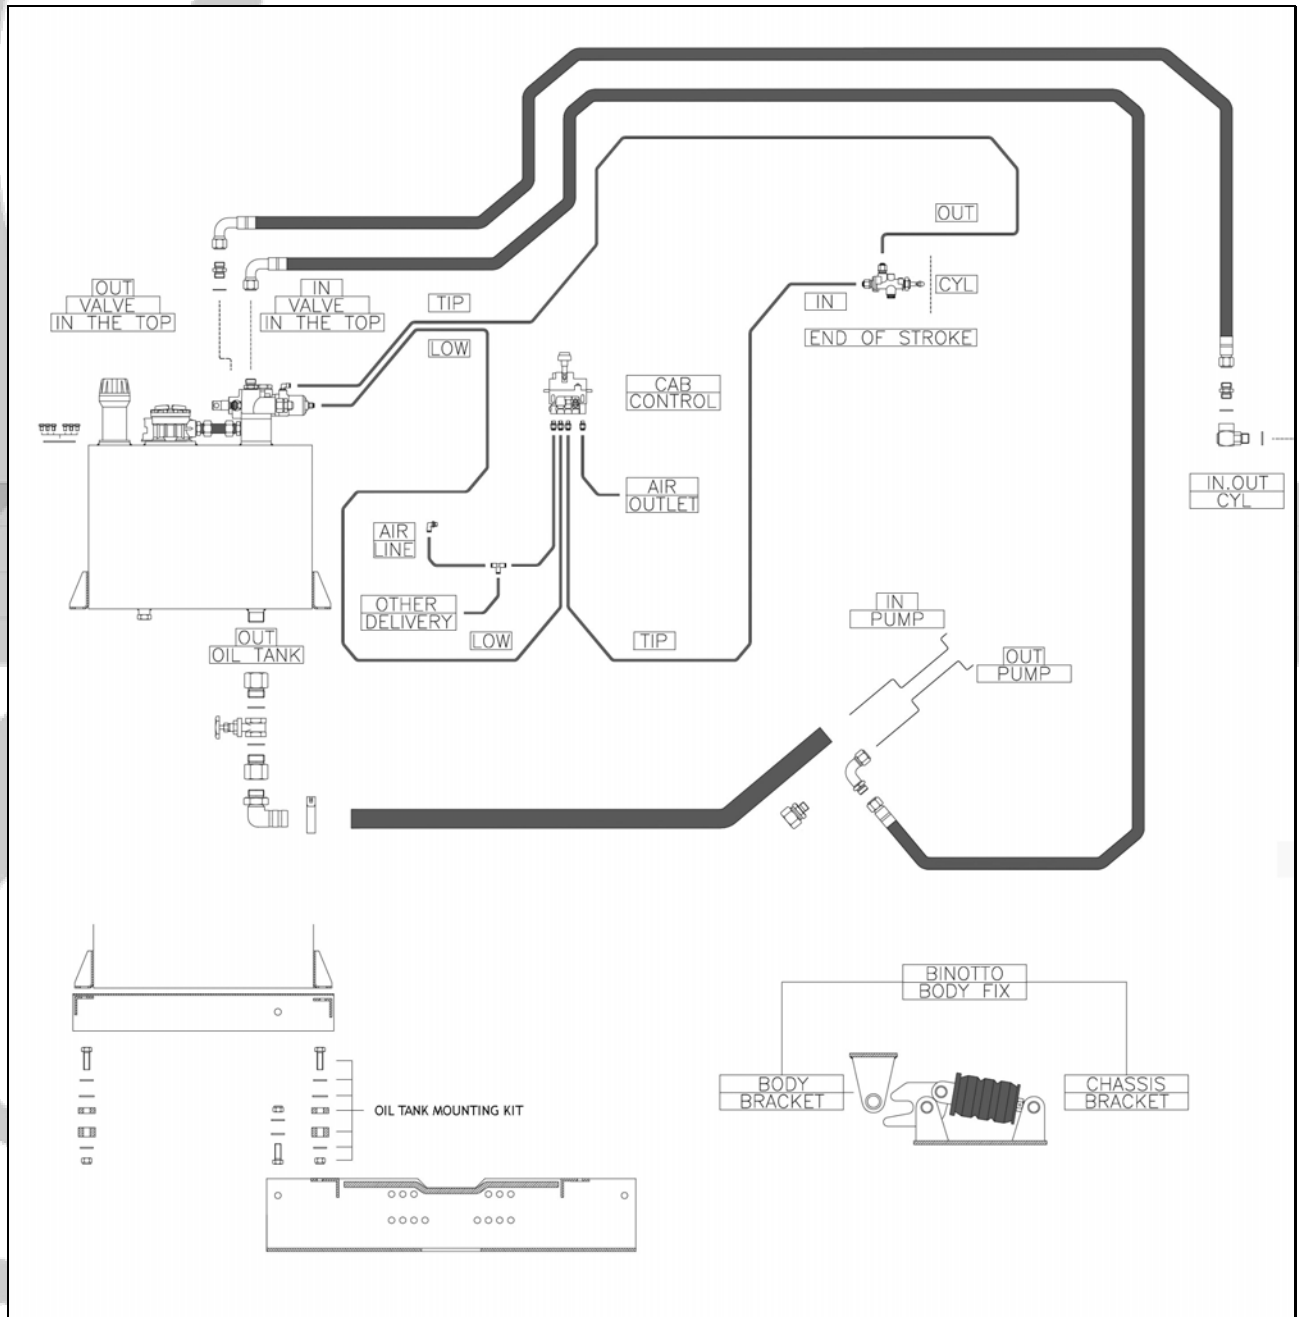 OUT
CYL
OUT
VALVE
IN THE TOP
IN
VALVE
IN THE TOP
TIP
IN
END OF STROKE
LOW
CAB
CONTROL
AIR
OUTLET
IN.OUT
CYL
AIR
LINE
OTHER
DELIVERY
LOW
TIP
IN
PUMP
OUT
PUMP
OUT
OIL TANK
BINOTTO
BODY FIX
BODY
BRACKET
CHASSIS
BRACKET
OIL TANK MOUNTING KIT